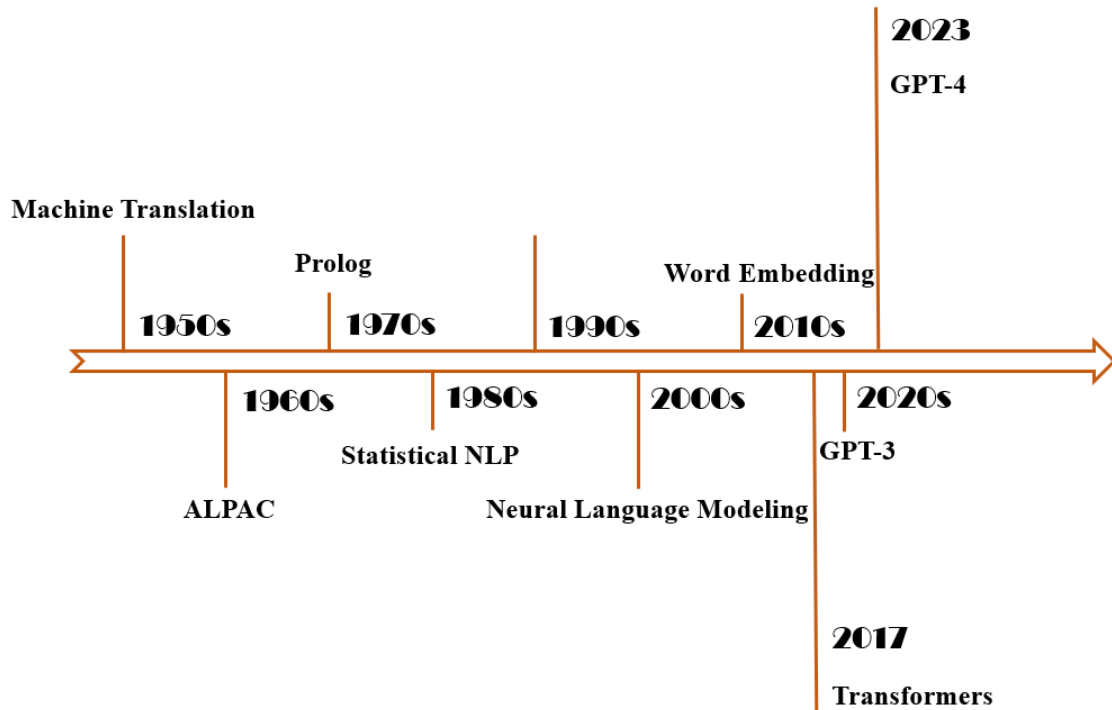 2023
GPT-4
Machine Translation
Prolog
Word Embedding
1950s
1970s
1990s
2010s
1960s
1980s
2000s
2020s
Statistical NLP
GPT-3
ALPAC
Neural Language Modeling
2017
Transformers